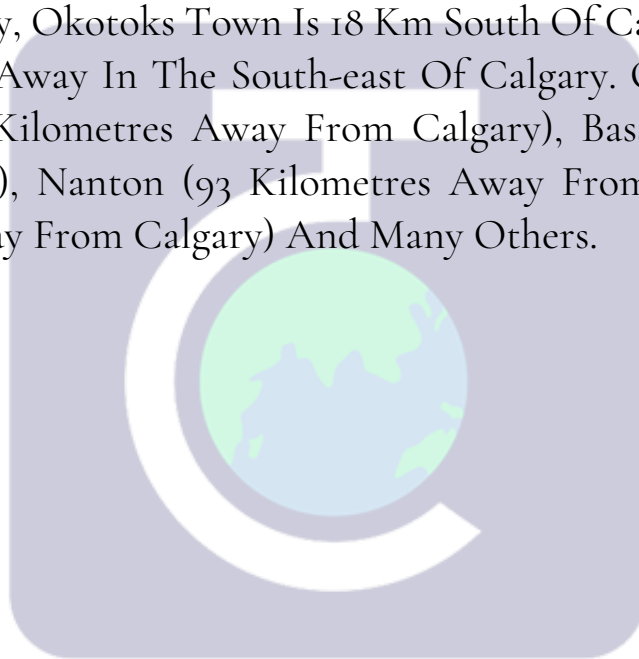 y, Okotoks Town Is 18 Km South Of Ca
Away In The South-east Of Calgary.
Kilometres Away From Calgary), Bas
), Nanton (93 Kilometres Away From
ay From Calgary) And Many Others.